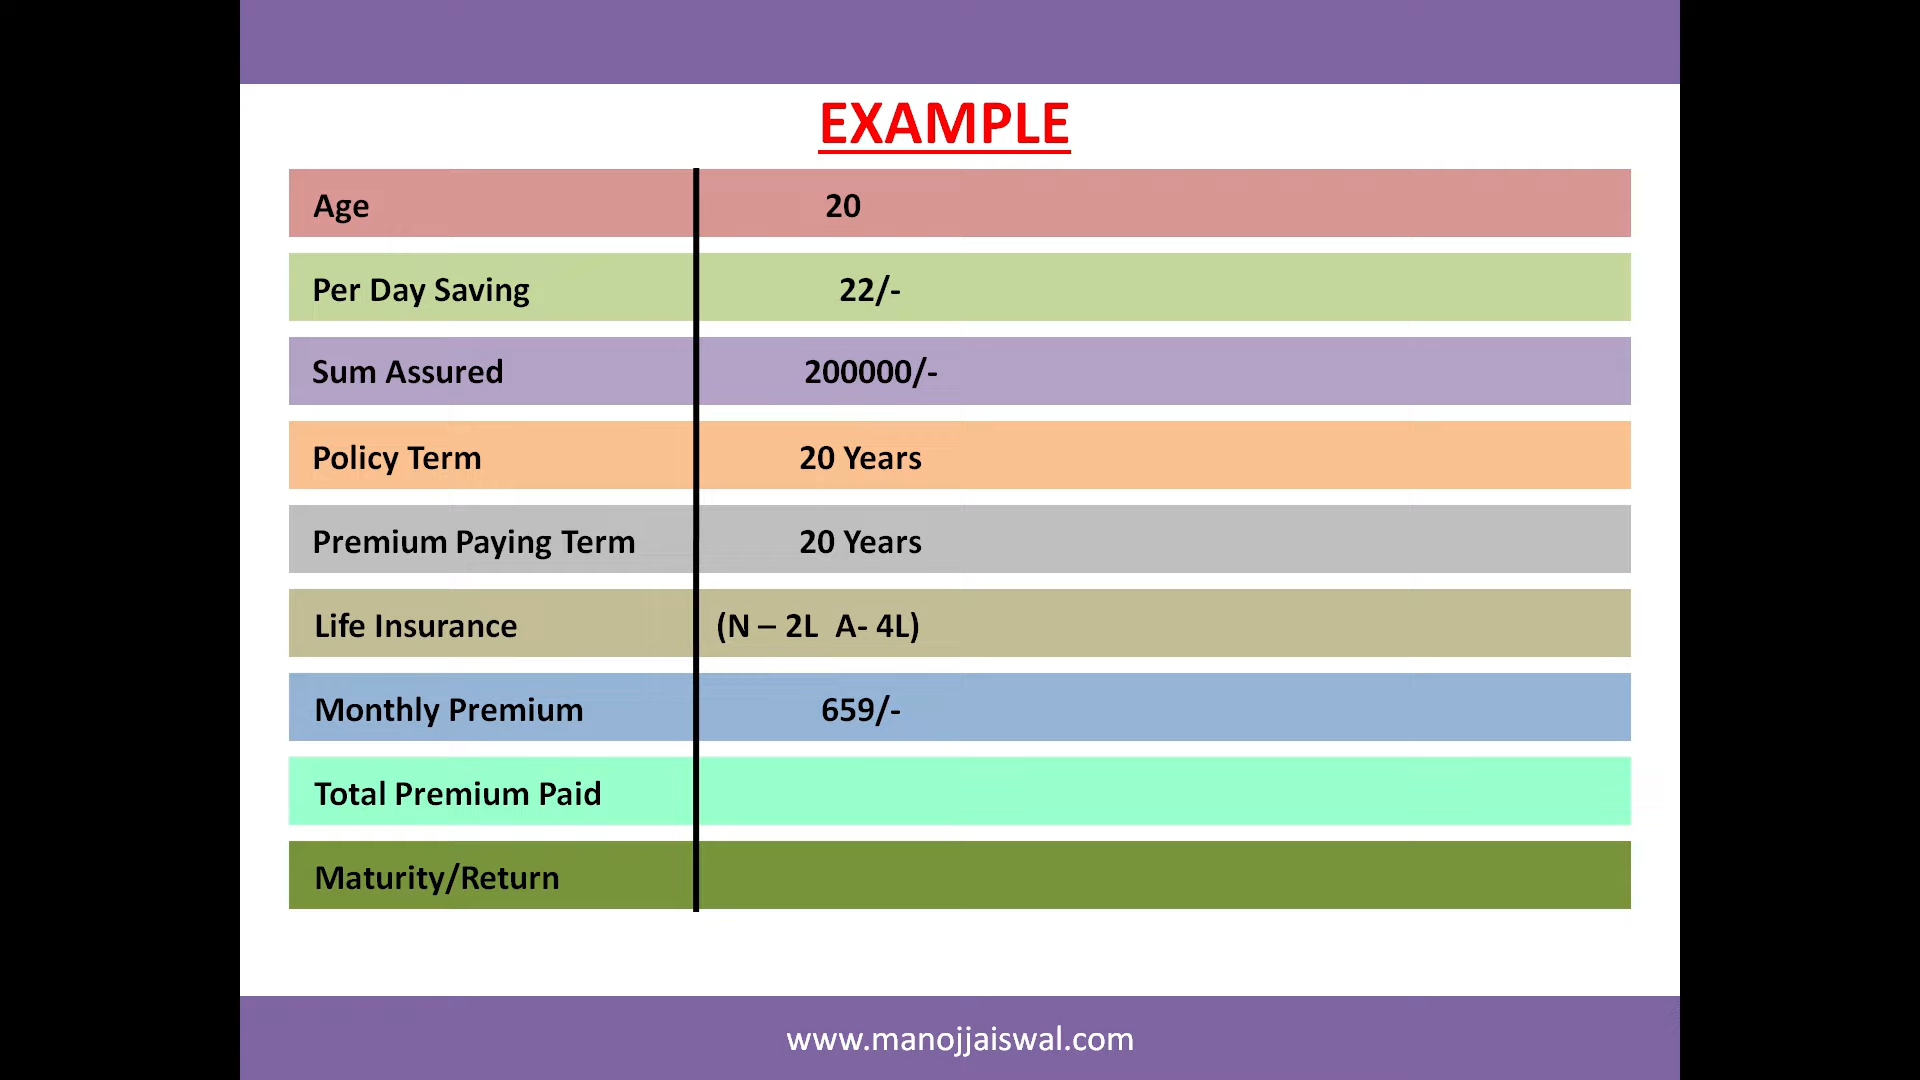 EXAMPLE
Age 20
Per Day Saving 22/-
Sum Assured 200000/-
Policy Term 20 Years
Premium Paying Term 20 Years
Life Insurance (N – 2L A- 4L)
Monthly Premium 659/-
Total Premium Paid
Maturity/Return
www.manojjaiswal.com